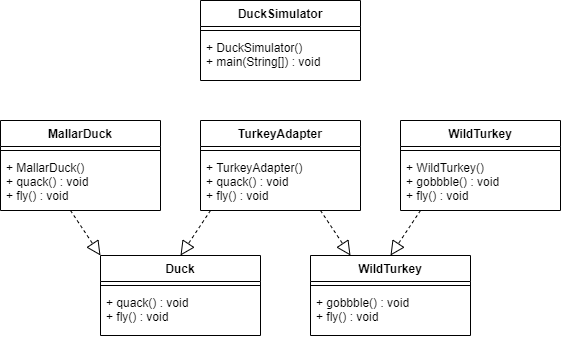 DuckSimulator
+ DuckSimulator()
+ main(String[]) : void
MallarDuck
+ MallarDuck()
+ quack() : void
+ fly() : void
TurkeyAdapter
+ TurkeyAdapter()
+ quack() : void
+ fly() : void
WildTurkey
+ WildTurkey()
+ gobbble() : void
+ fly() : void
Duck
+ quack() : void
+ fly() : void
WildTurkey
+ gobbble() : void
+ fly() : void